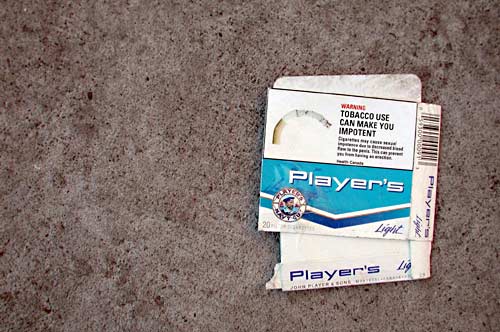 WARNING
TOBACCO USE
CAN MAKE YOU
IMPOTENT
Cigarettes may cause sexual
impotence due to decreased blood
flow to the penis. This can prevent
you from having an erection.
Health Canada
Player's
PLAYER'S
Light
20
CIGARETTES
Player's
Light
Player's
JOHN PLAYER & SONS